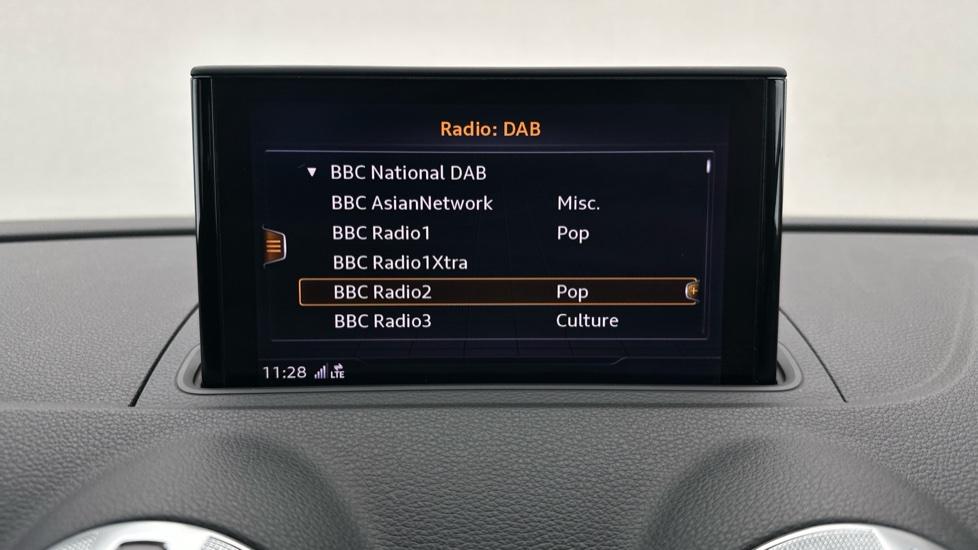 Radio: DAB
▼ BBC National DAB
BBC AsianNetwork Misc.
BBC Radio1 Pop
BBC Radio1Xtra
BBC Radio2 Pop
BBC Radio3 Culture
11:28 LTE